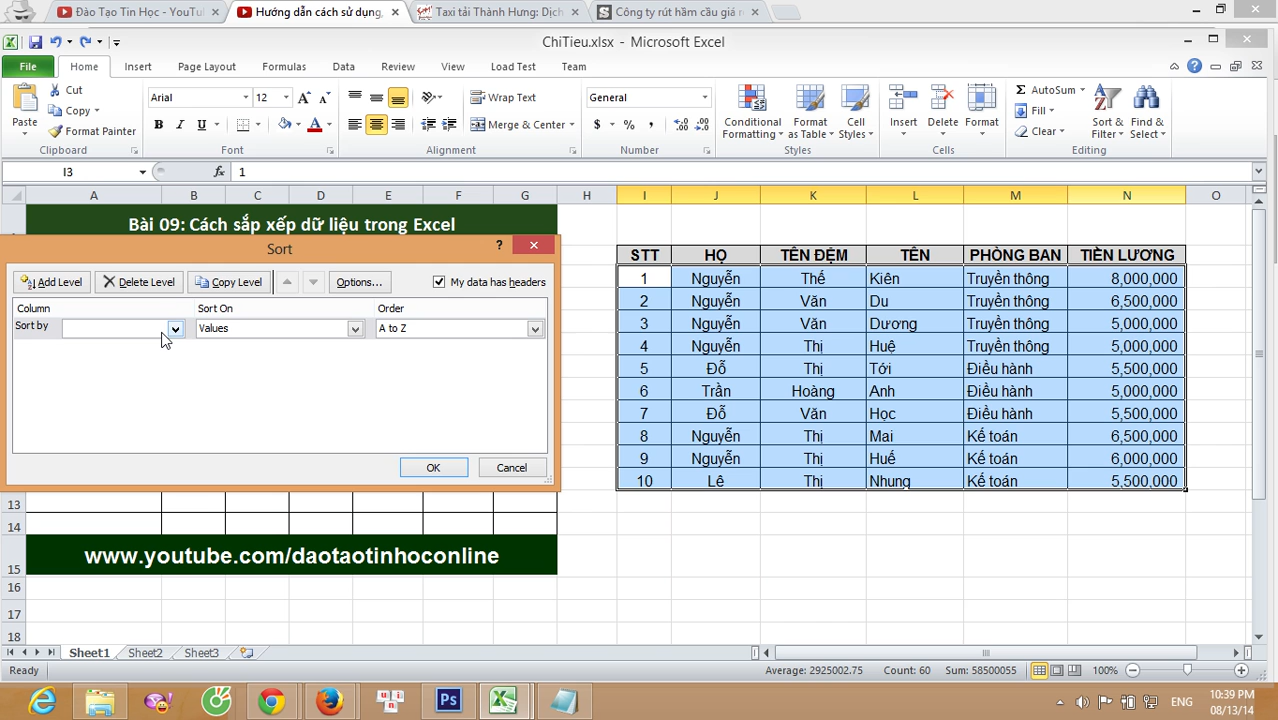 Đào Tạo Tin Học - YouTu
Hướng dẫn cách sử dụng,
Taxi tải Thành Hưng: Dịch
Công ty rút hầm cầu giá r
ChiTieu.xlsx - Microsoft Excel
File Home Insert Page Layout Formulas Data Review View Load Test Team
Paste
Cut
Copy
Format Painter
Clipboard
Arial 12
B I U
Font
Wrap Text
Merge & Center
Alignment
General
$ % ,
Number
Conditional Formatting
Format as Table
Cell Styles
Styles
Insert Delete Format
Cells
AutoSum
Fill
Clear
Sort & Filter
Find & Select
Editing
I3 fx 1
A B C D E F G H I J K L M N O
Bài 09: Cách sắp xếp dữ liệu trong Excel
Sort
Add Level Delete Level Copy Level Options... My data has headers
Column Sort On Order
Sort by Values A to Z
OK Cancel
STT HỌ TÊN ĐỆM TÊN PHÒNG BAN TIỀN LƯƠNG
1 Nguyễn Thế Kiên Truyền thông 8,000,000
2 Nguyễn Văn Du Truyền thông 6,500,000
3 Nguyễn Văn Dương Truyền thông 5,000,000
4 Nguyễn Thị Huệ Truyền thông 5,000,000
5 Đỗ Thị Tới Điều hành 5,500,000
6 Trần Hoàng Anh Điều hành 5,000,000
7 Đỗ Văn Học Điều hành 5,500,000
8 Nguyễn Thị Mai Kế toán 6,500,000
9 Nguyễn Thị Huế Kế toán 6,000,000
10 Lê Thị Nhung Kế toán 5,500,000
13
14
15 www.youtube.com/daotaotinhoconline
16
17
18
Sheet1 Sheet2 Sheet3
Ready Average: 2925002.75 Count: 60 Sum: 58500055 100%
Ps
ENG
10:39 PM
08/13/14